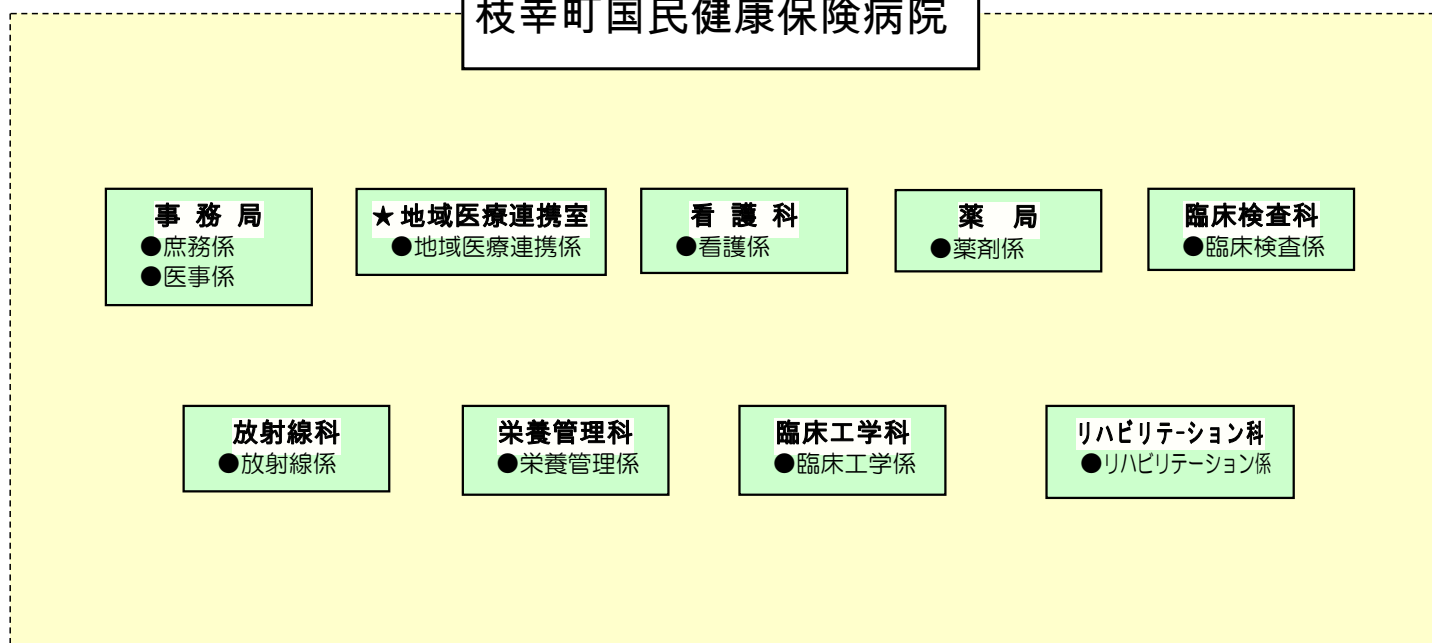 枝幸町国民健康保険病院
事 務 局
●庶務係
●医事係
★地域医療連携室
●地域医療連携係
看 護 科
●看護係
薬 局
●薬剤係
臨床検査科
●臨床検査係
放射線科
●放射線係
栄養管理科
●栄養管理係
臨床工学科
●臨床工学係
リハビリテｰション科
●リハビリテーション係